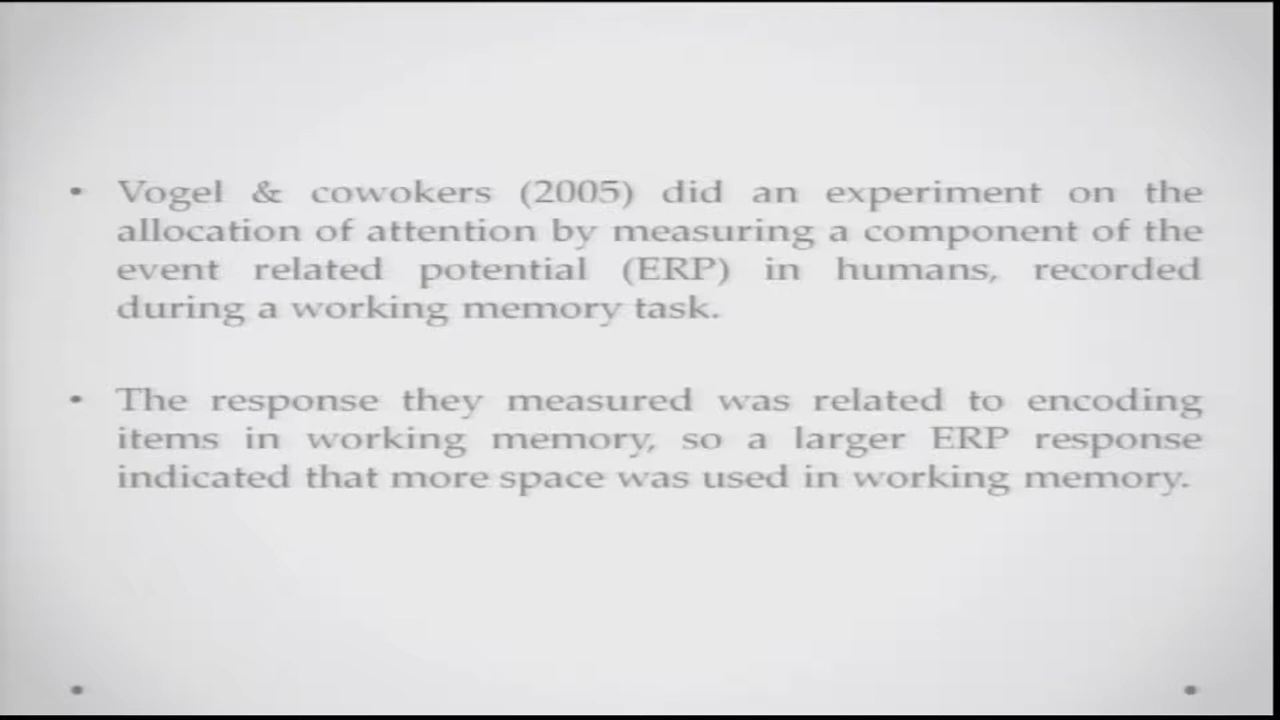 • Vogel & cowokers (2005) did an experiment on the
allocation of attention by measuring a component of the
event related potential (ERP) in humans, recorded
during a working memory task.
• The response they measured was related to encoding
items in working memory, so a larger ERP response
indicated that more space was used in working memory.